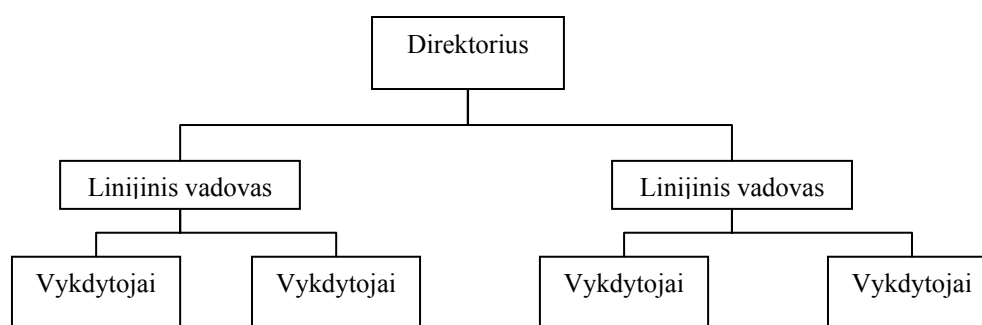 Direktorius
Linijinis vadovas
Linijinis vadovas
Vykdytojai
Vykdytojai
Vykdytojai
Vykdytojai